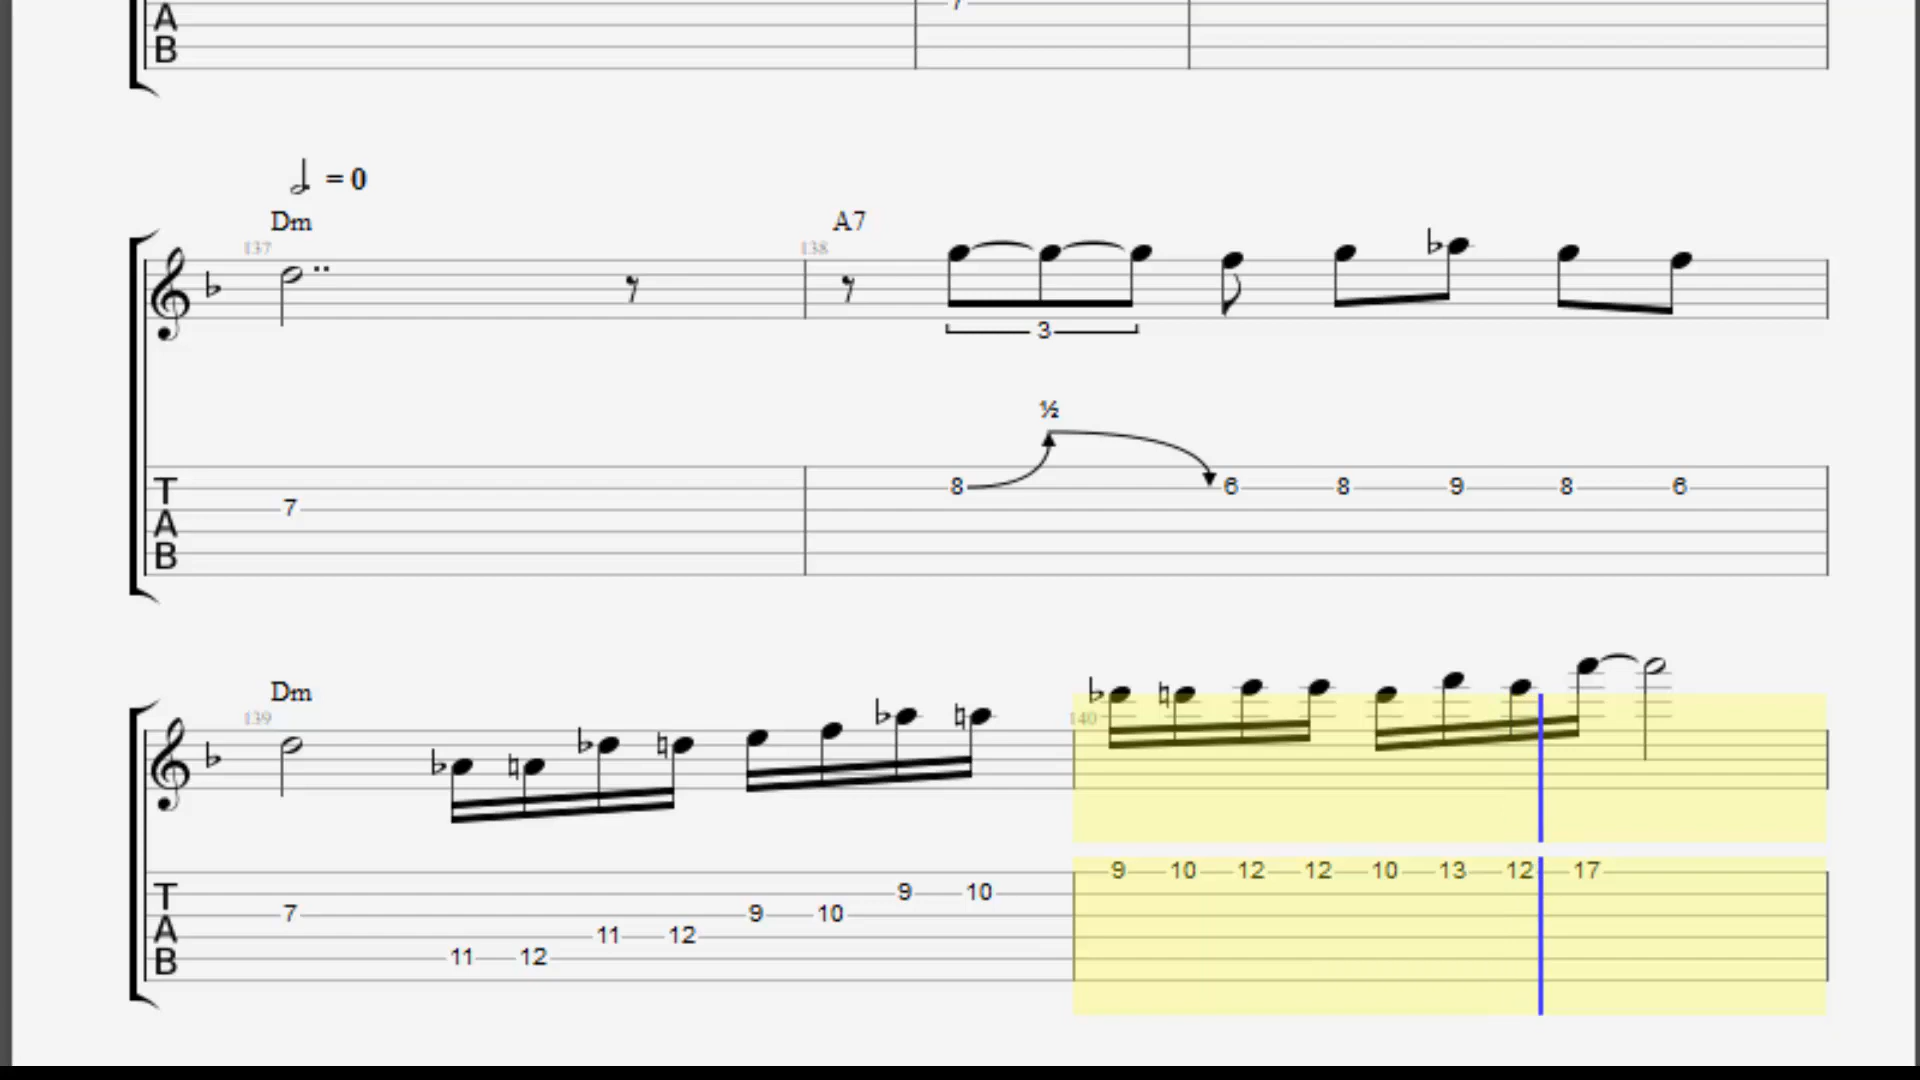 7
A
B
= 0
Dm
A7
137
138
3
½
8 6 8 9 8 6
7
T
A
B
Dm
139
140
9 10 12 12 10 13 12 17
9 10
7 9 10
11 12
11 12
T
A
B